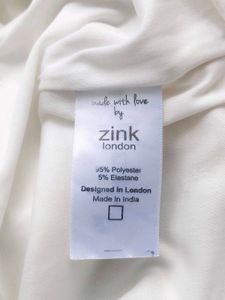 made with love
by
zink
london
95% Polyester
5% Elastane
Designed in London
Made in India